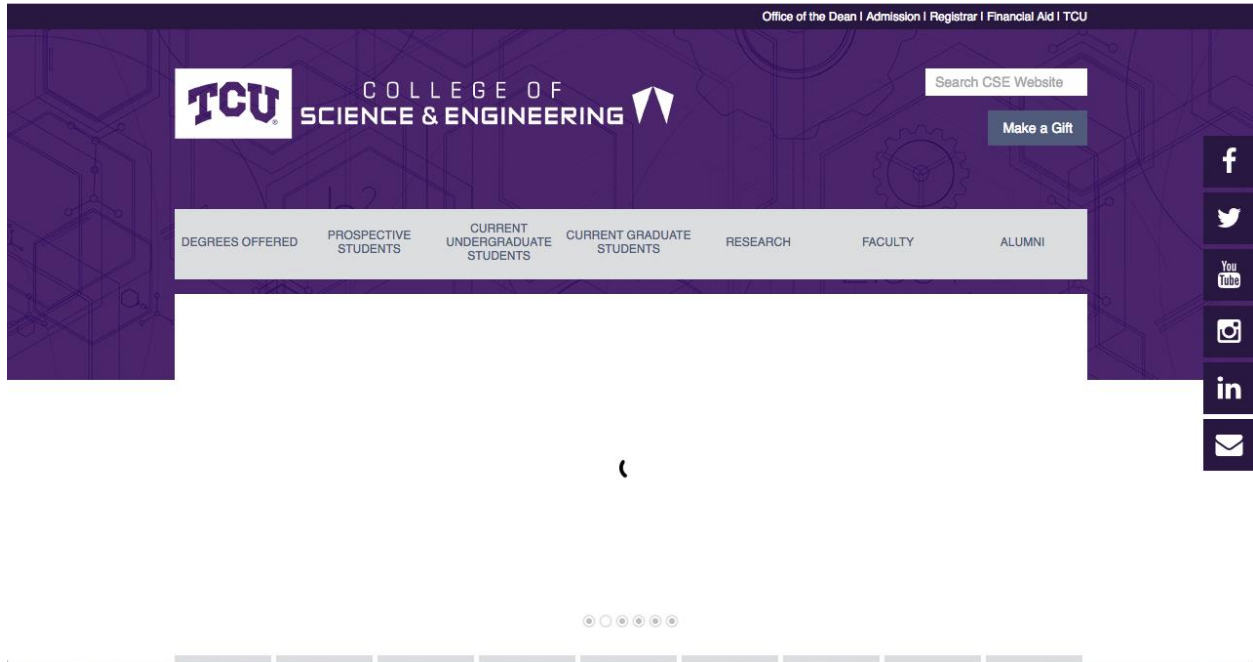 Office of the Dean | Admission | Registrar | Financial Aid | TCU
TCU
COLLEGE OF
SCIENCE & ENGINEERING
Search CSE Website
Make a Gift
DEGREES OFFERED
PROSPECTIVE
STUDENTS
CURRENT
UNDERGRADUATE
STUDENTS
CURRENT GRADUATE
STUDENTS
RESEARCH
FACULTY
ALUMNI
f
You
Tube
in